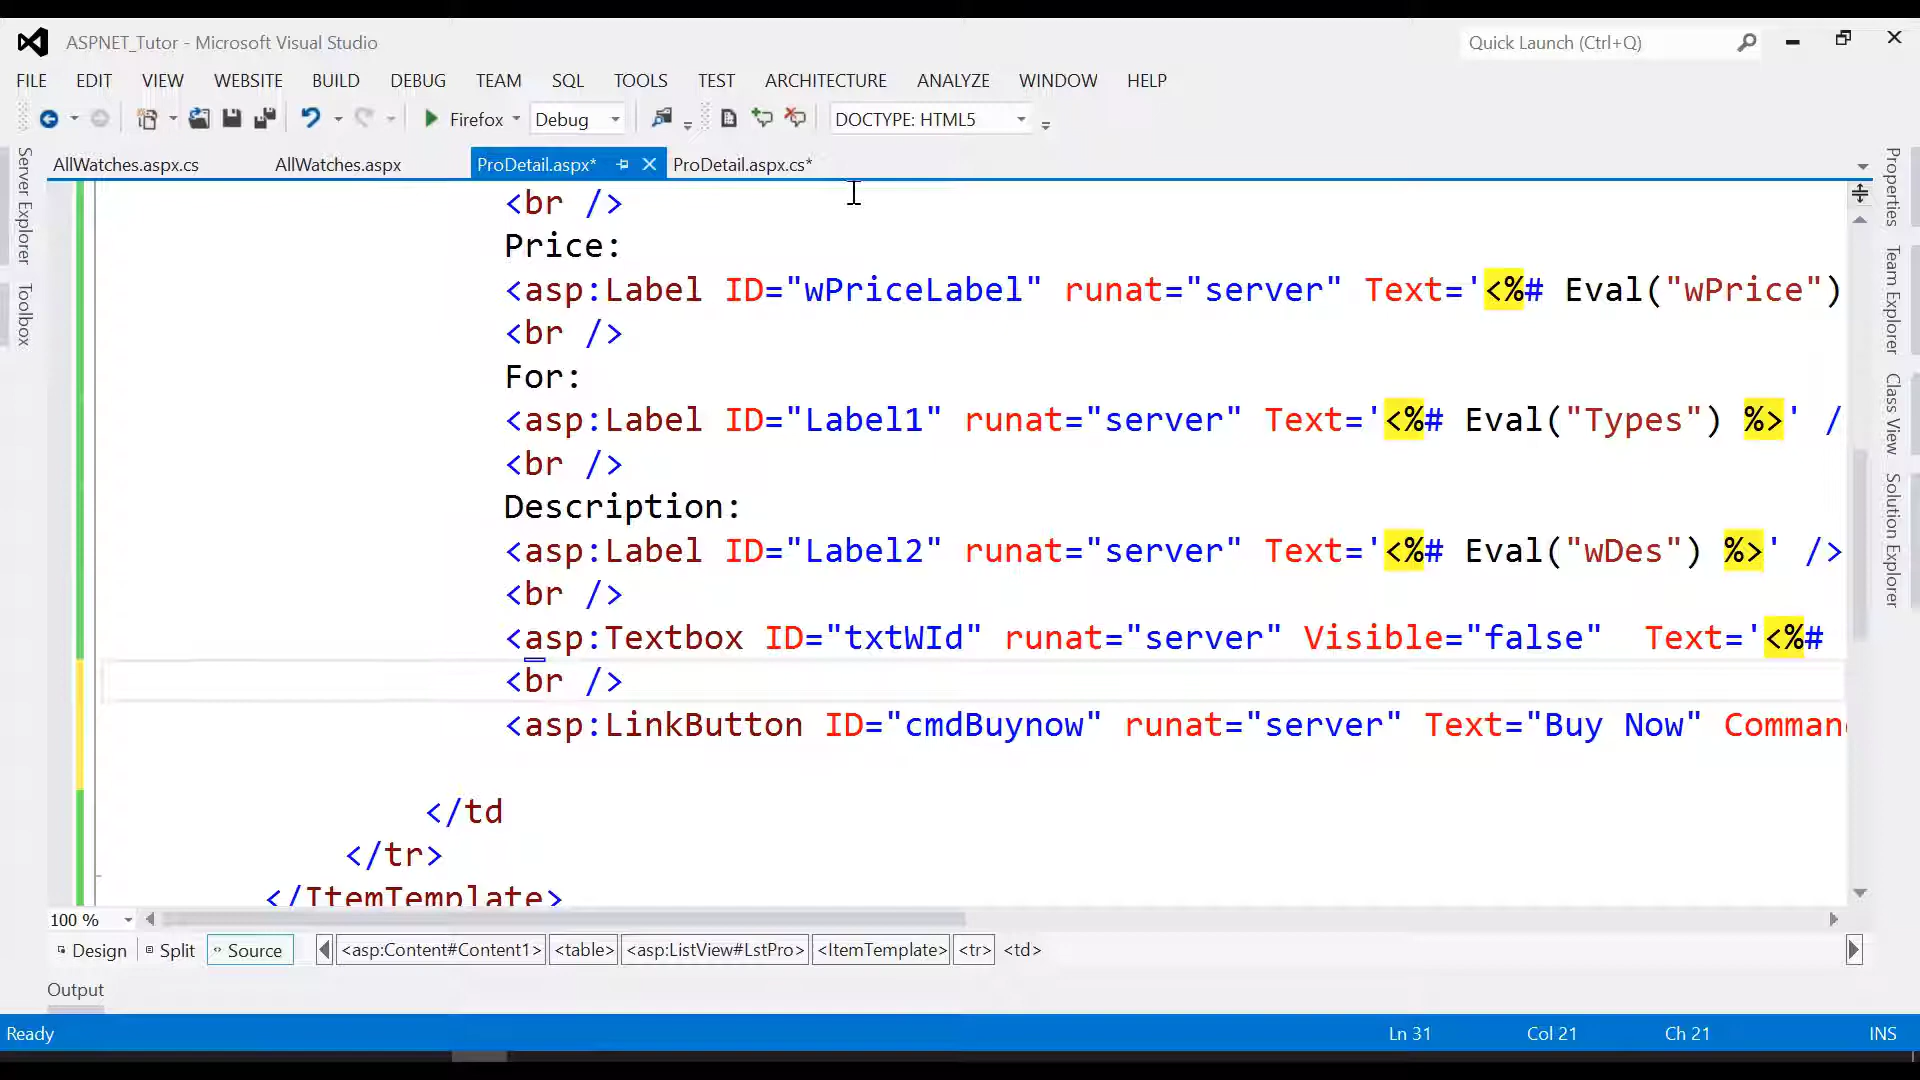 ASPNET_Tutor - Microsoft Visual Studio
Quick Launch (Ctrl+Q)
FILE EDIT VIEW WEBSITE BUILD DEBUG TEAM SQL TOOLS TEST ARCHITECTURE ANALYZE WINDOW HELP
Firefox Debug DOCTYPE: HTML5
AllWatches.aspx.cs AllWatches.aspx ProDetail.aspx* ProDetail.aspx.cs*
Server Explorer
Toolbox
<br />
Price:
<asp:Label ID="wPriceLabel" runat="server" Text='<%# Eval("wPrice")
<br />
For:
<asp:Label ID="Label1" runat="server" Text='<%# Eval("Types") %>' /
<br />
Description:
<asp:Label ID="Label2" runat="server" Text='<%# Eval("wDes") %>' />
<br />
<asp:Textbox ID="txtWId" runat="server" Visible="false"  Text='<%#
<br />
<asp:LinkButton ID="cmdBuynow" runat="server" Text="Buy Now" Comman
</td
</tr>
</ItemTemplate>
Properties
Team Explorer
Class View
Solution Explorer
100 %
Design Split Source <asp:Content#Content1> <table> <asp:ListView#LstPro> <ItemTemplate> <tr> <td>
Output
Ready Ln 31 Col 21 Ch 21 INS